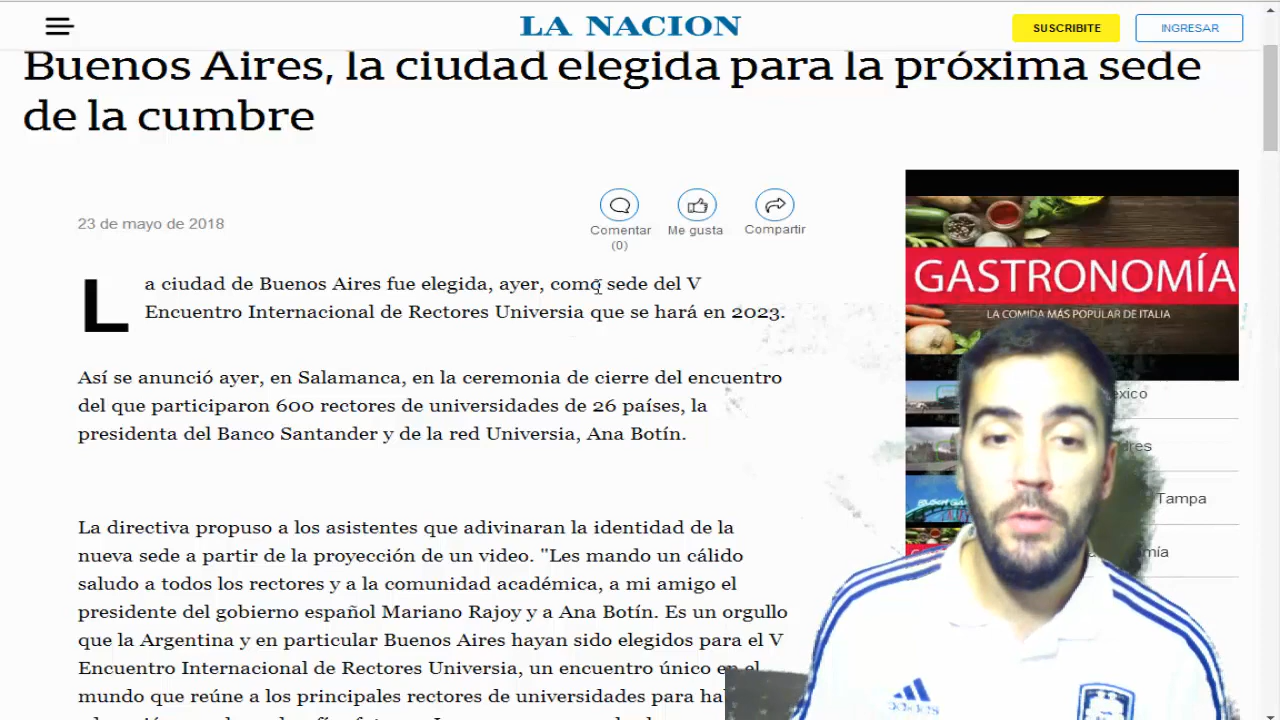 LA NACION
SUSCRIBITE
INGRESAR
Buenos Aires, la ciudad elegida para la próxima sede
de la cumbre
23 de mayo de 2018
Comentar
(0)
Me gusta
Compartir
La ciudad de Buenos Aires fue elegida, ayer, como sede del V
Encuentro Internacional de Rectores Universia que se hará en 2023.
Así se anunció ayer, en Salamanca, en la ceremonia de cierre del encuentro
del que participaron 600 rectores de universidades de 26 países, la
presidenta del Banco Santander y de la red Universia, Ana Botín.
La directiva propuso a los asistentes que adivinaran la identidad de la
nueva sede a partir de la proyección de un video. "Les mando un cálido
saludo a todos los rectores y a la comunidad académica, a mi amigo el
presidente del gobierno español Mariano Rajoy y a Ana Botín. Es un orgullo
que la Argentina y en particular Buenos Aires hayan sido elegidos para el V
Encuentro Internacional de Rectores Universia, un encuentro único en el
mundo que reúne a los principales rectores de universidades para
GASTRONOMÍA
LA COMIDA MÁS POPULAR DE ITALIA
Tampa
adidas